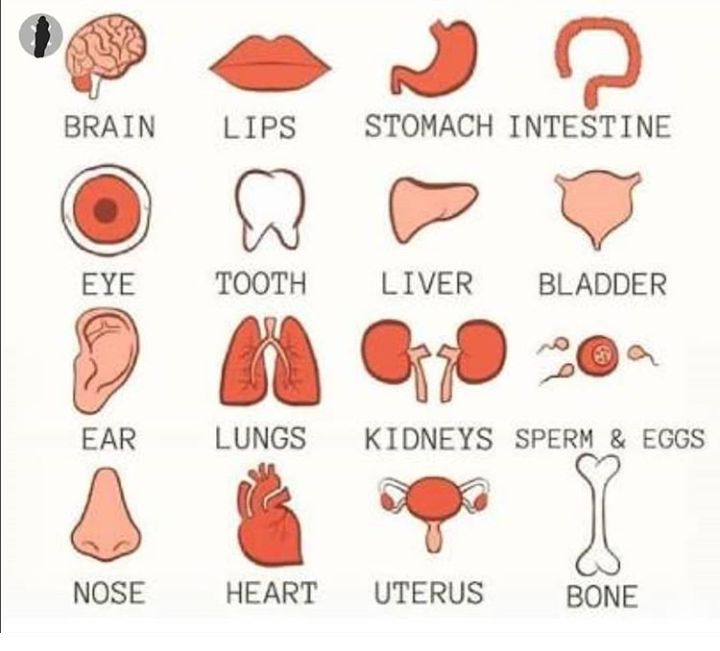 BRAIN LIPS STOMACH INTESTINE
EYE TOOTH LIVER BLADDER
EAR LUNGS KIDNEYS SPERM & EGGS
NOSE HEART UTERUS BONE